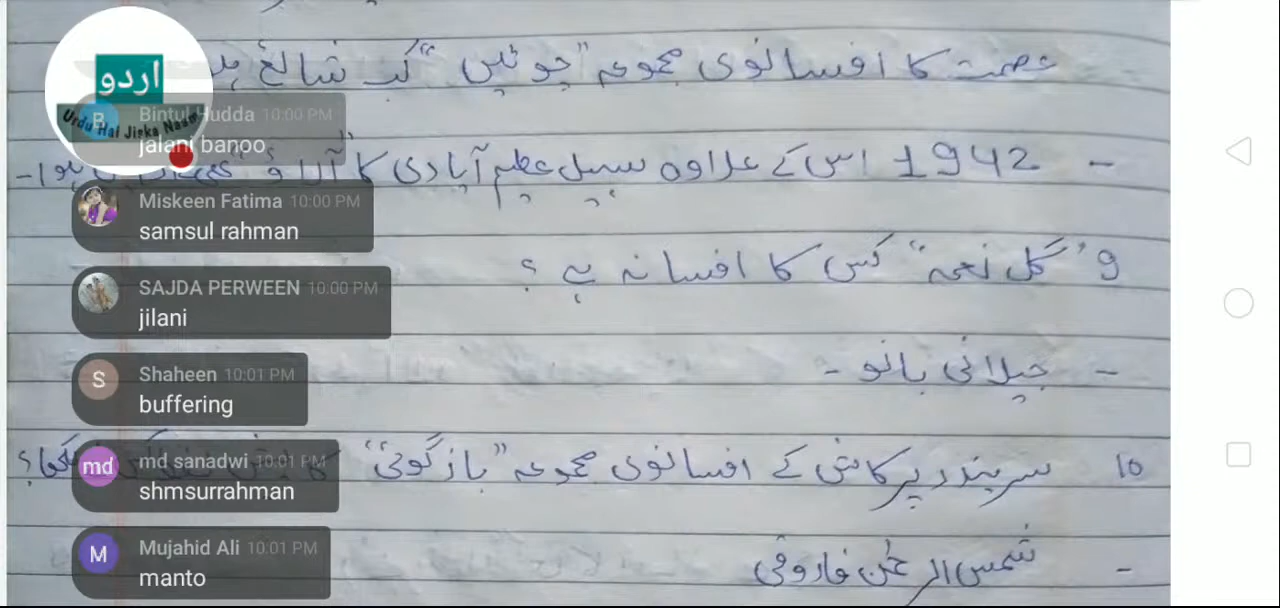 عصمت کا افسانوی مجموعہ "چوٹیں" کب شائع
- 1942 اس کے علاوہ سہیل عظیم آبادی کا
9 "گل نغمہ" کس کا افسانہ ہے ؟
- جیلانی بانو -
10 سریندر پرکاش کے افسانوی مجموعہ "بازگوئی" کا
- شمس الرحمٰن فاروقی
اردو
Urdu Hai Jiska Naam
Bintul Hudda 10:00 PM
jalani banoo
Miskeen Fatima 10:00 PM
samsul rahman
SAJDA PERWEEN 10:00 PM
jilani
S
Shaheen 10:01 PM
buffering
md
md sanadwi 10:01 PM
shmsurrahman
M
Mujahid Ali 10:01 PM
manto